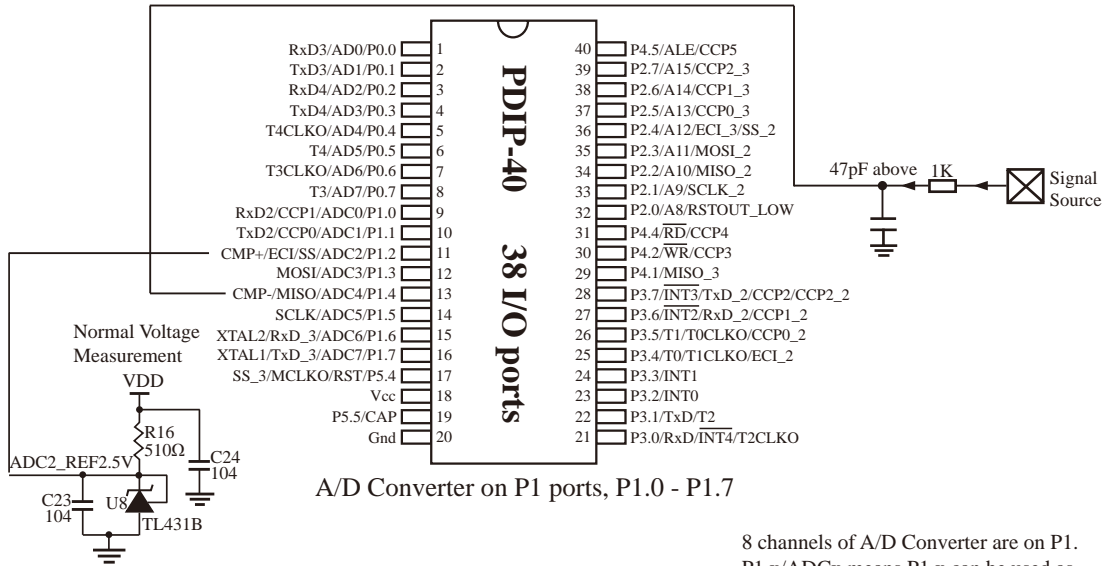 RxD3/AD0/P0.0 1
TxD3/AD1/P0.1 2
RxD4/AD2/P0.2 3
TxD4/AD3/P0.3 4
T4CLKO/AD4/P0.4 5
T4/AD5/P0.5 6
T3CLKO/AD6/P0.6 7
T3/AD7/P0.7 8
RxD2/CCP1/ADC0/P1.0 9
TxD2/CCP0/ADC1/P1.1 10
CMP+/ECI/SS/ADC2/P1.2 11
MOSI/ADC3/P1.3 12
CMP-/MISO/ADC4/P1.4 13
SCLK/ADC5/P1.5 14
XTAL2/RxD_3/ADC6/P1.6 15
XTAL1/TxD_3/ADC7/P1.7 16
SS_3/MCLKO/RST/P5.4 17
Vcc 18
P5.5/CAP 19
Gnd 20
PDIP-40 38 I/O ports
40 P4.5/ALE/CCP5
39 P2.7/A15/CCP2_3
38 P2.6/A14/CCP1_3
37 P2.5/A13/CCP0_3
36 P2.4/A12/ECI_3/SS_2
35 P2.3/A11/MOSI_2
34 P2.2/A10/MISO_2
33 P2.1/A9/SCLK_2
32 P2.0/A8/RSTOUT_LOW
31 P4.4/RD/CCP4
30 P4.2/WR/CCP3
29 P4.1/MISO_3
28 P3.7/INT3/TxD_2/CCP2/CCP2_2
27 P3.6/INT2/RxD_2/CCP1_2
26 P3.5/T1/T0CLKO/CCP0_2
25 P3.4/T0/T1CLKO/ECI_2
24 P3.3/INT1
23 P3.2/INT0
22 P3.1/TxD/T2
21 P3.0/RxD/INT4/T2CLKO
47pF above 1K
Signal
Source
Normal Voltage
Measurement
VDD
R16
510Ω
C24
104
ADC2_REF2.5V
C23
104
U8
TL431B
A/D Converter on P1 ports, P1.0 - P1.7
8 channels of A/D Converter are on P1.